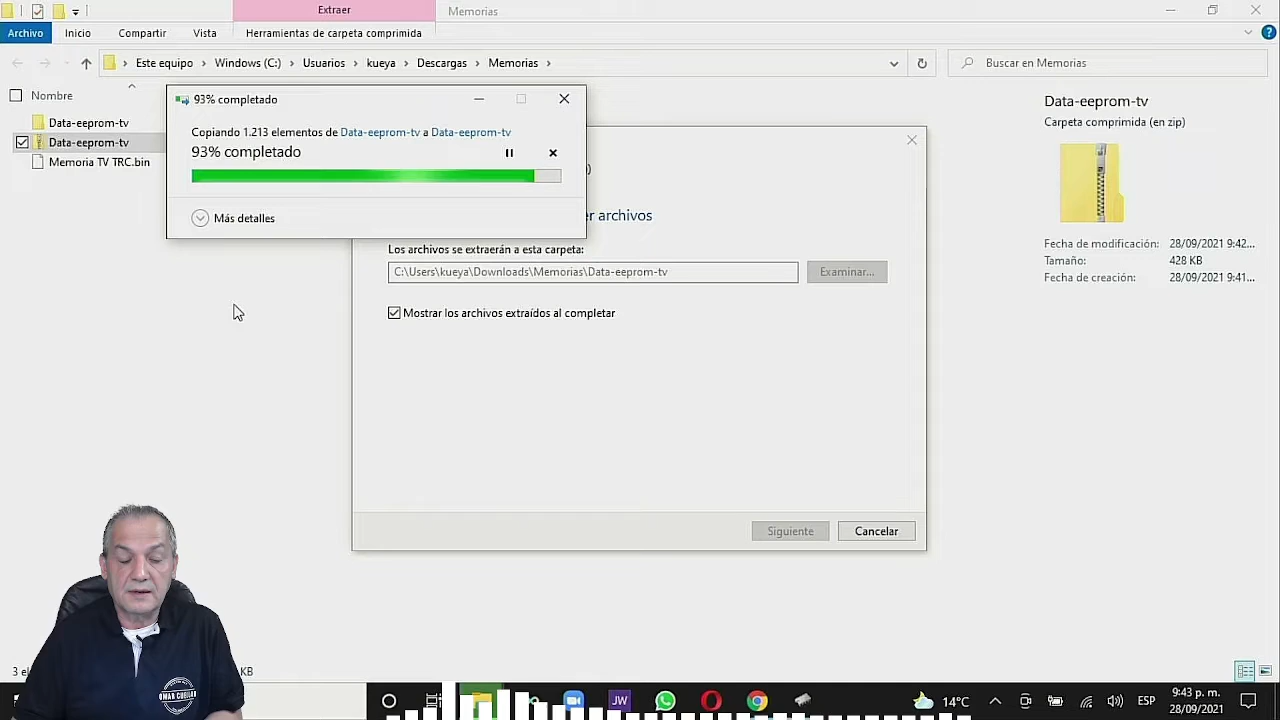 Extraer
Memorias
Archivo
Inicio
Compartir
Vista
Herramientas de carpeta comprimida
Este equipo
Windows (C:)
Usuarios
kueya
Descargas
Memorias
Buscar en Memorias
Nombre
Data-eeprom-tv
Data-eeprom-tv
Memoria TV TRC.bin
93% completado
Copiando 1.213 elementos de Data-eeprom-tv a Data-eeprom-tv
93% completado
Más detalles
archivos
Los archivos se extraerán a esta carpeta:
C:\Users\kueya\Downloads\Memorias\Data-eeprom-tv
Examinar...
Mostrar los archivos extraídos al completar
Siguiente
Cancelar
Data-eeprom-tv
Carpeta comprimida (en zip)
Fecha de modificación: 28/09/2021 9:42...
Tamaño: 428 KB
Fecha de creación: 28/09/2021 9:41...
KB
JW
14°C
ESP
9:43 p. m.
28/09/2021